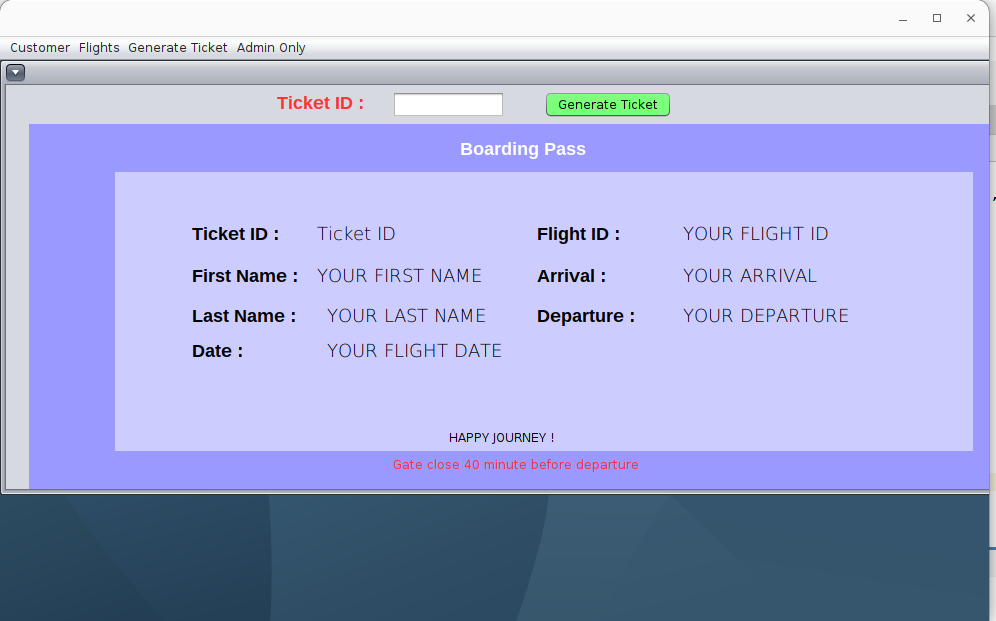 Customer Flights Generate Ticket Admin Only
Ticket ID : Generate Ticket
Boarding Pass
Ticket ID : Ticket ID Flight ID : YOUR FLIGHT ID
First Name : YOUR FIRST NAME Arrival : YOUR ARRIVAL
Last Name : YOUR LAST NAME Departure : YOUR DEPARTURE
Date : YOUR FLIGHT DATE
HAPPY JOURNEY !
Gate close 40 minute before departure